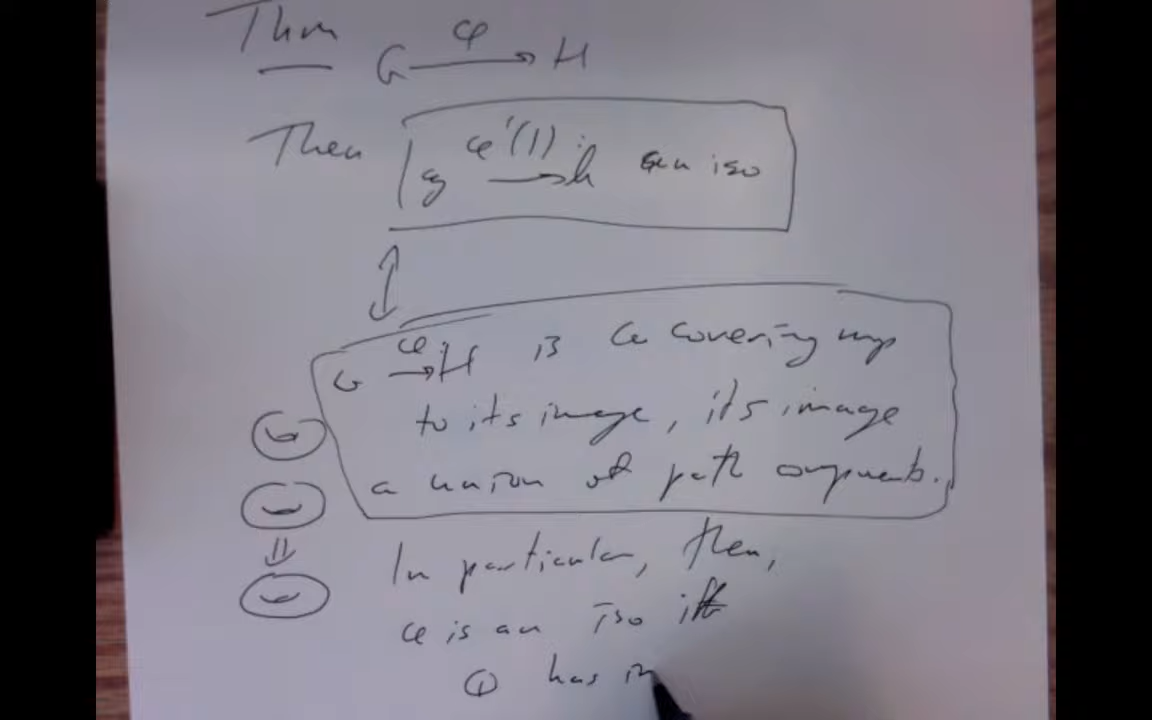 Thm
G φ→ H
Then φ'(1): g → h an iso
↕
G φ→ H is a covering map
to its image, its image
a union of path components.
⇓
In particular, then,
φ is an iso iff
① has in